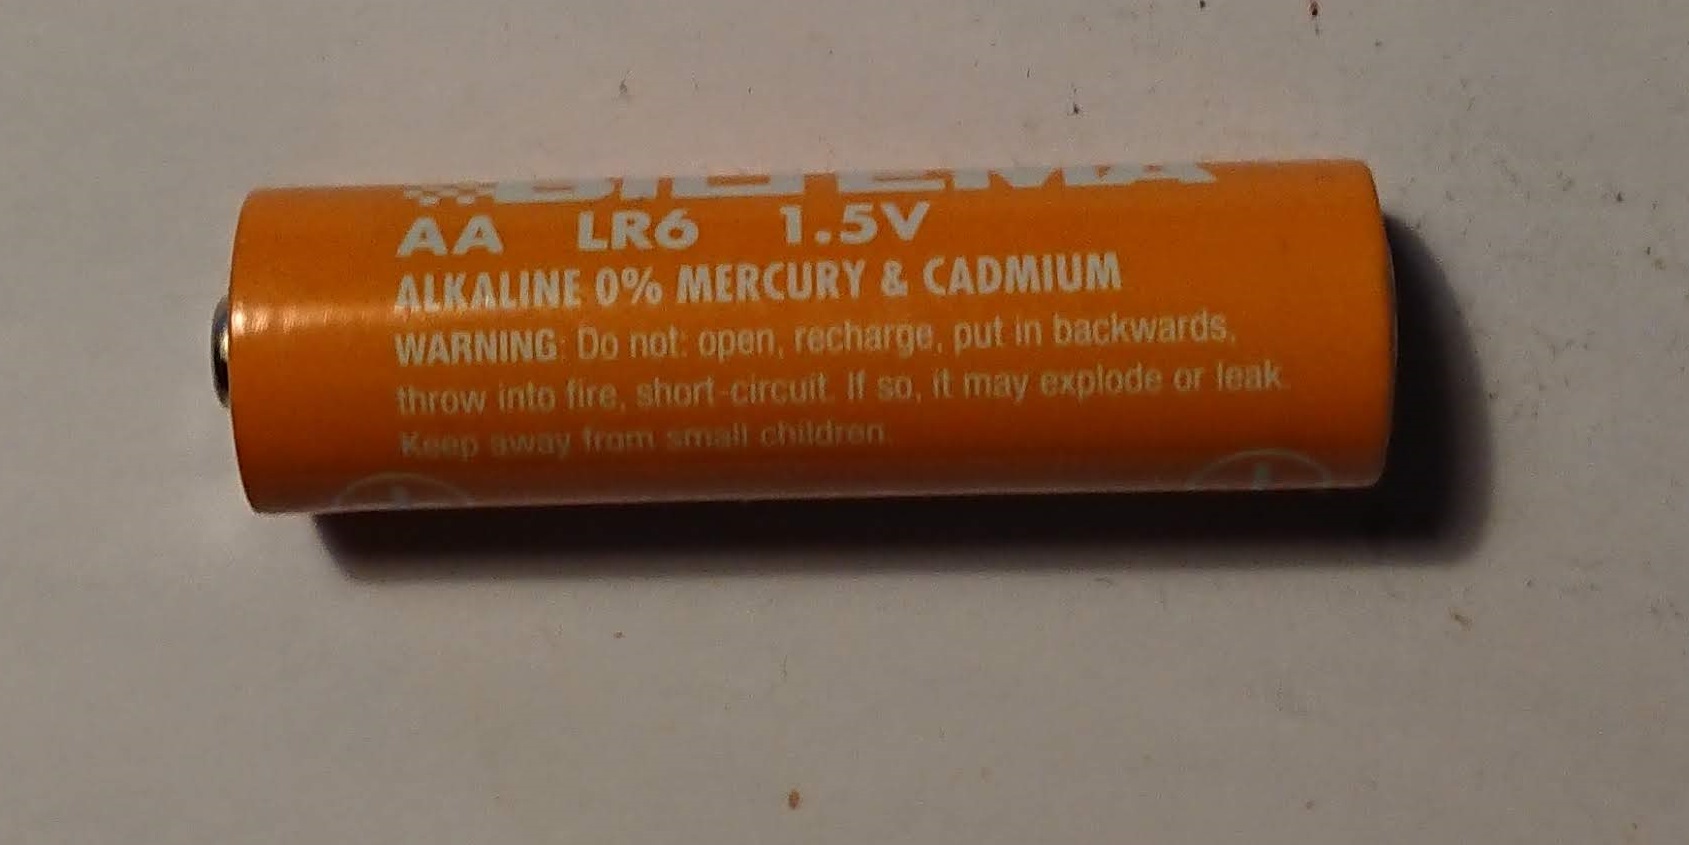 AA LR6 1.5V
ALKALINE 0% MERCURY & CADMIUM
WARNING: Do not: open, recharge, put in backwards,
throw into fire, short-circuit. If so, it may explode or leak.
Keep away from small children.